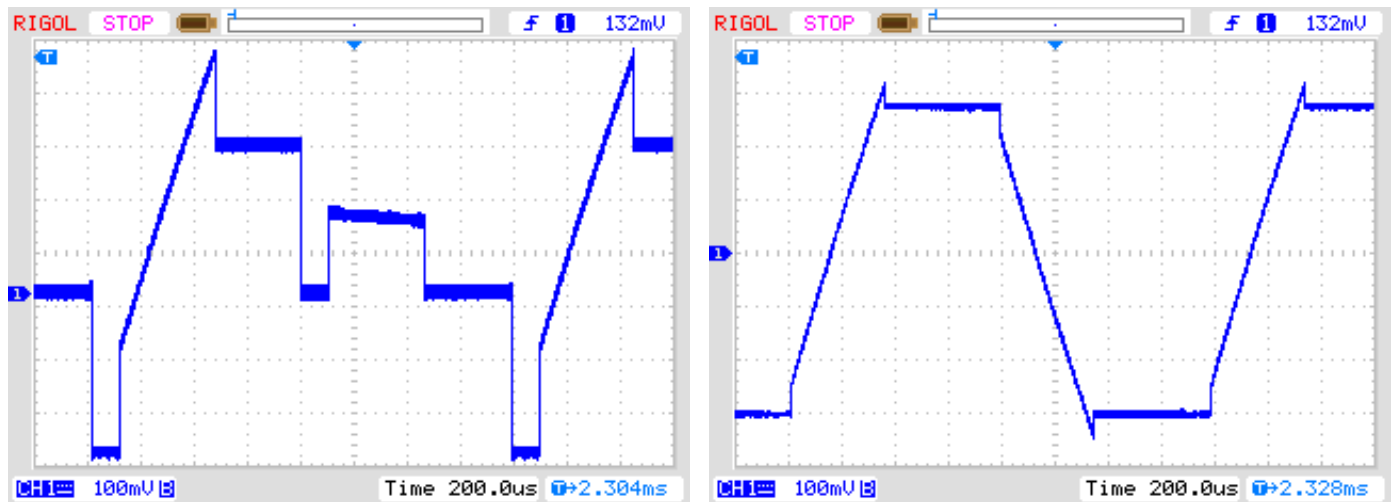 RIGOL STOP T 1 132mV
T
1
CH1 100mV B Time 200.0us T→2.304ms
RIGOL STOP T 1 132mV
T
1
CH1 100mV B Time 200.0us T→2.328ms